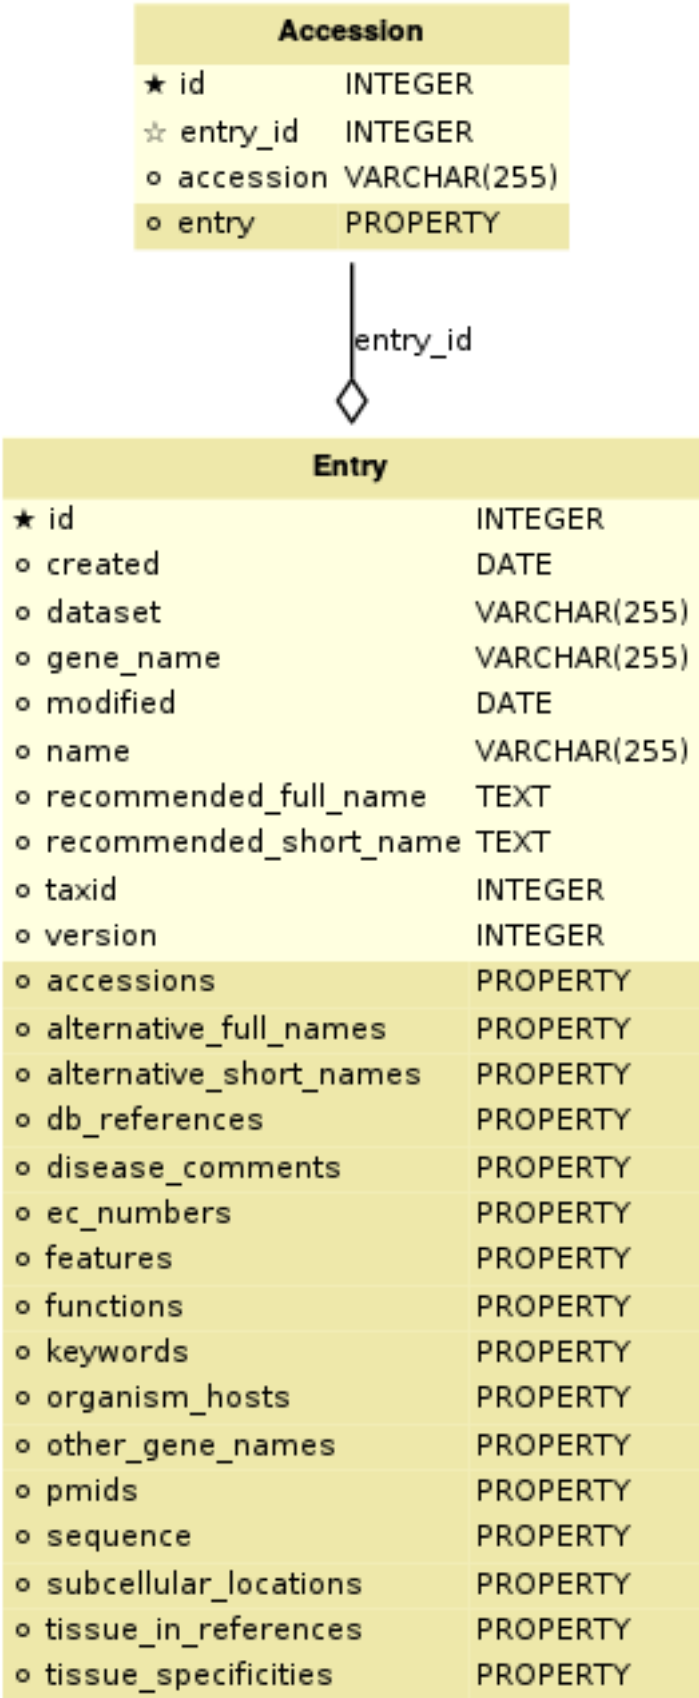 Accession
★ id INTEGER
☆ entry_id INTEGER
accession VARCHAR(255)
entry PROPERTY
entry_id
Entry
★ id INTEGER
created DATE
dataset VARCHAR(255)
gene_name VARCHAR(255)
modified DATE
name VARCHAR(255)
recommended_full_name TEXT
recommended_short_name TEXT
taxid INTEGER
version INTEGER
accessions PROPERTY
alternative_full_names PROPERTY
alternative_short_names PROPERTY
db_references PROPERTY
disease_comments PROPERTY
ec_numbers PROPERTY
features PROPERTY
functions PROPERTY
keywords PROPERTY
organism_hosts PROPERTY
other_gene_names PROPERTY
pmids PROPERTY
sequence PROPERTY
subcellular_locations PROPERTY
tissue_in_references PROPERTY
tissue_specificities PROPERTY